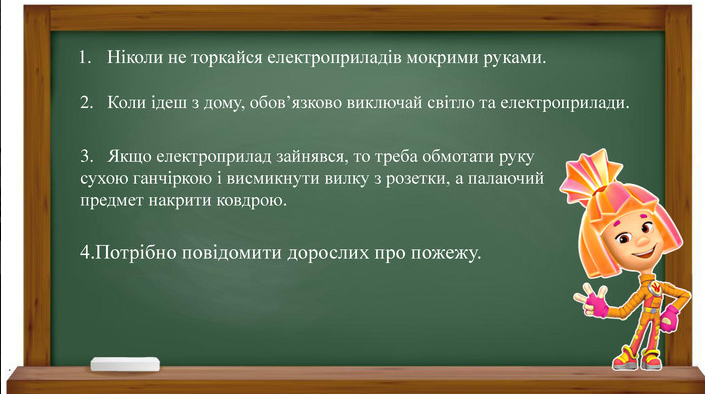 1. Ніколи не торкайся електроприладів мокрими руками.
2. Коли ідеш з дому, обов’язково виключай світло та електроприлади.
3. Якщо електроприлад зайнявся, то треба обмотати руку
сухою ганчіркою і висмикнути вилку з розетки, а палаючий
предмет накрити ковдрою.
4.Потрібно повідомити дорослих про пожежу.